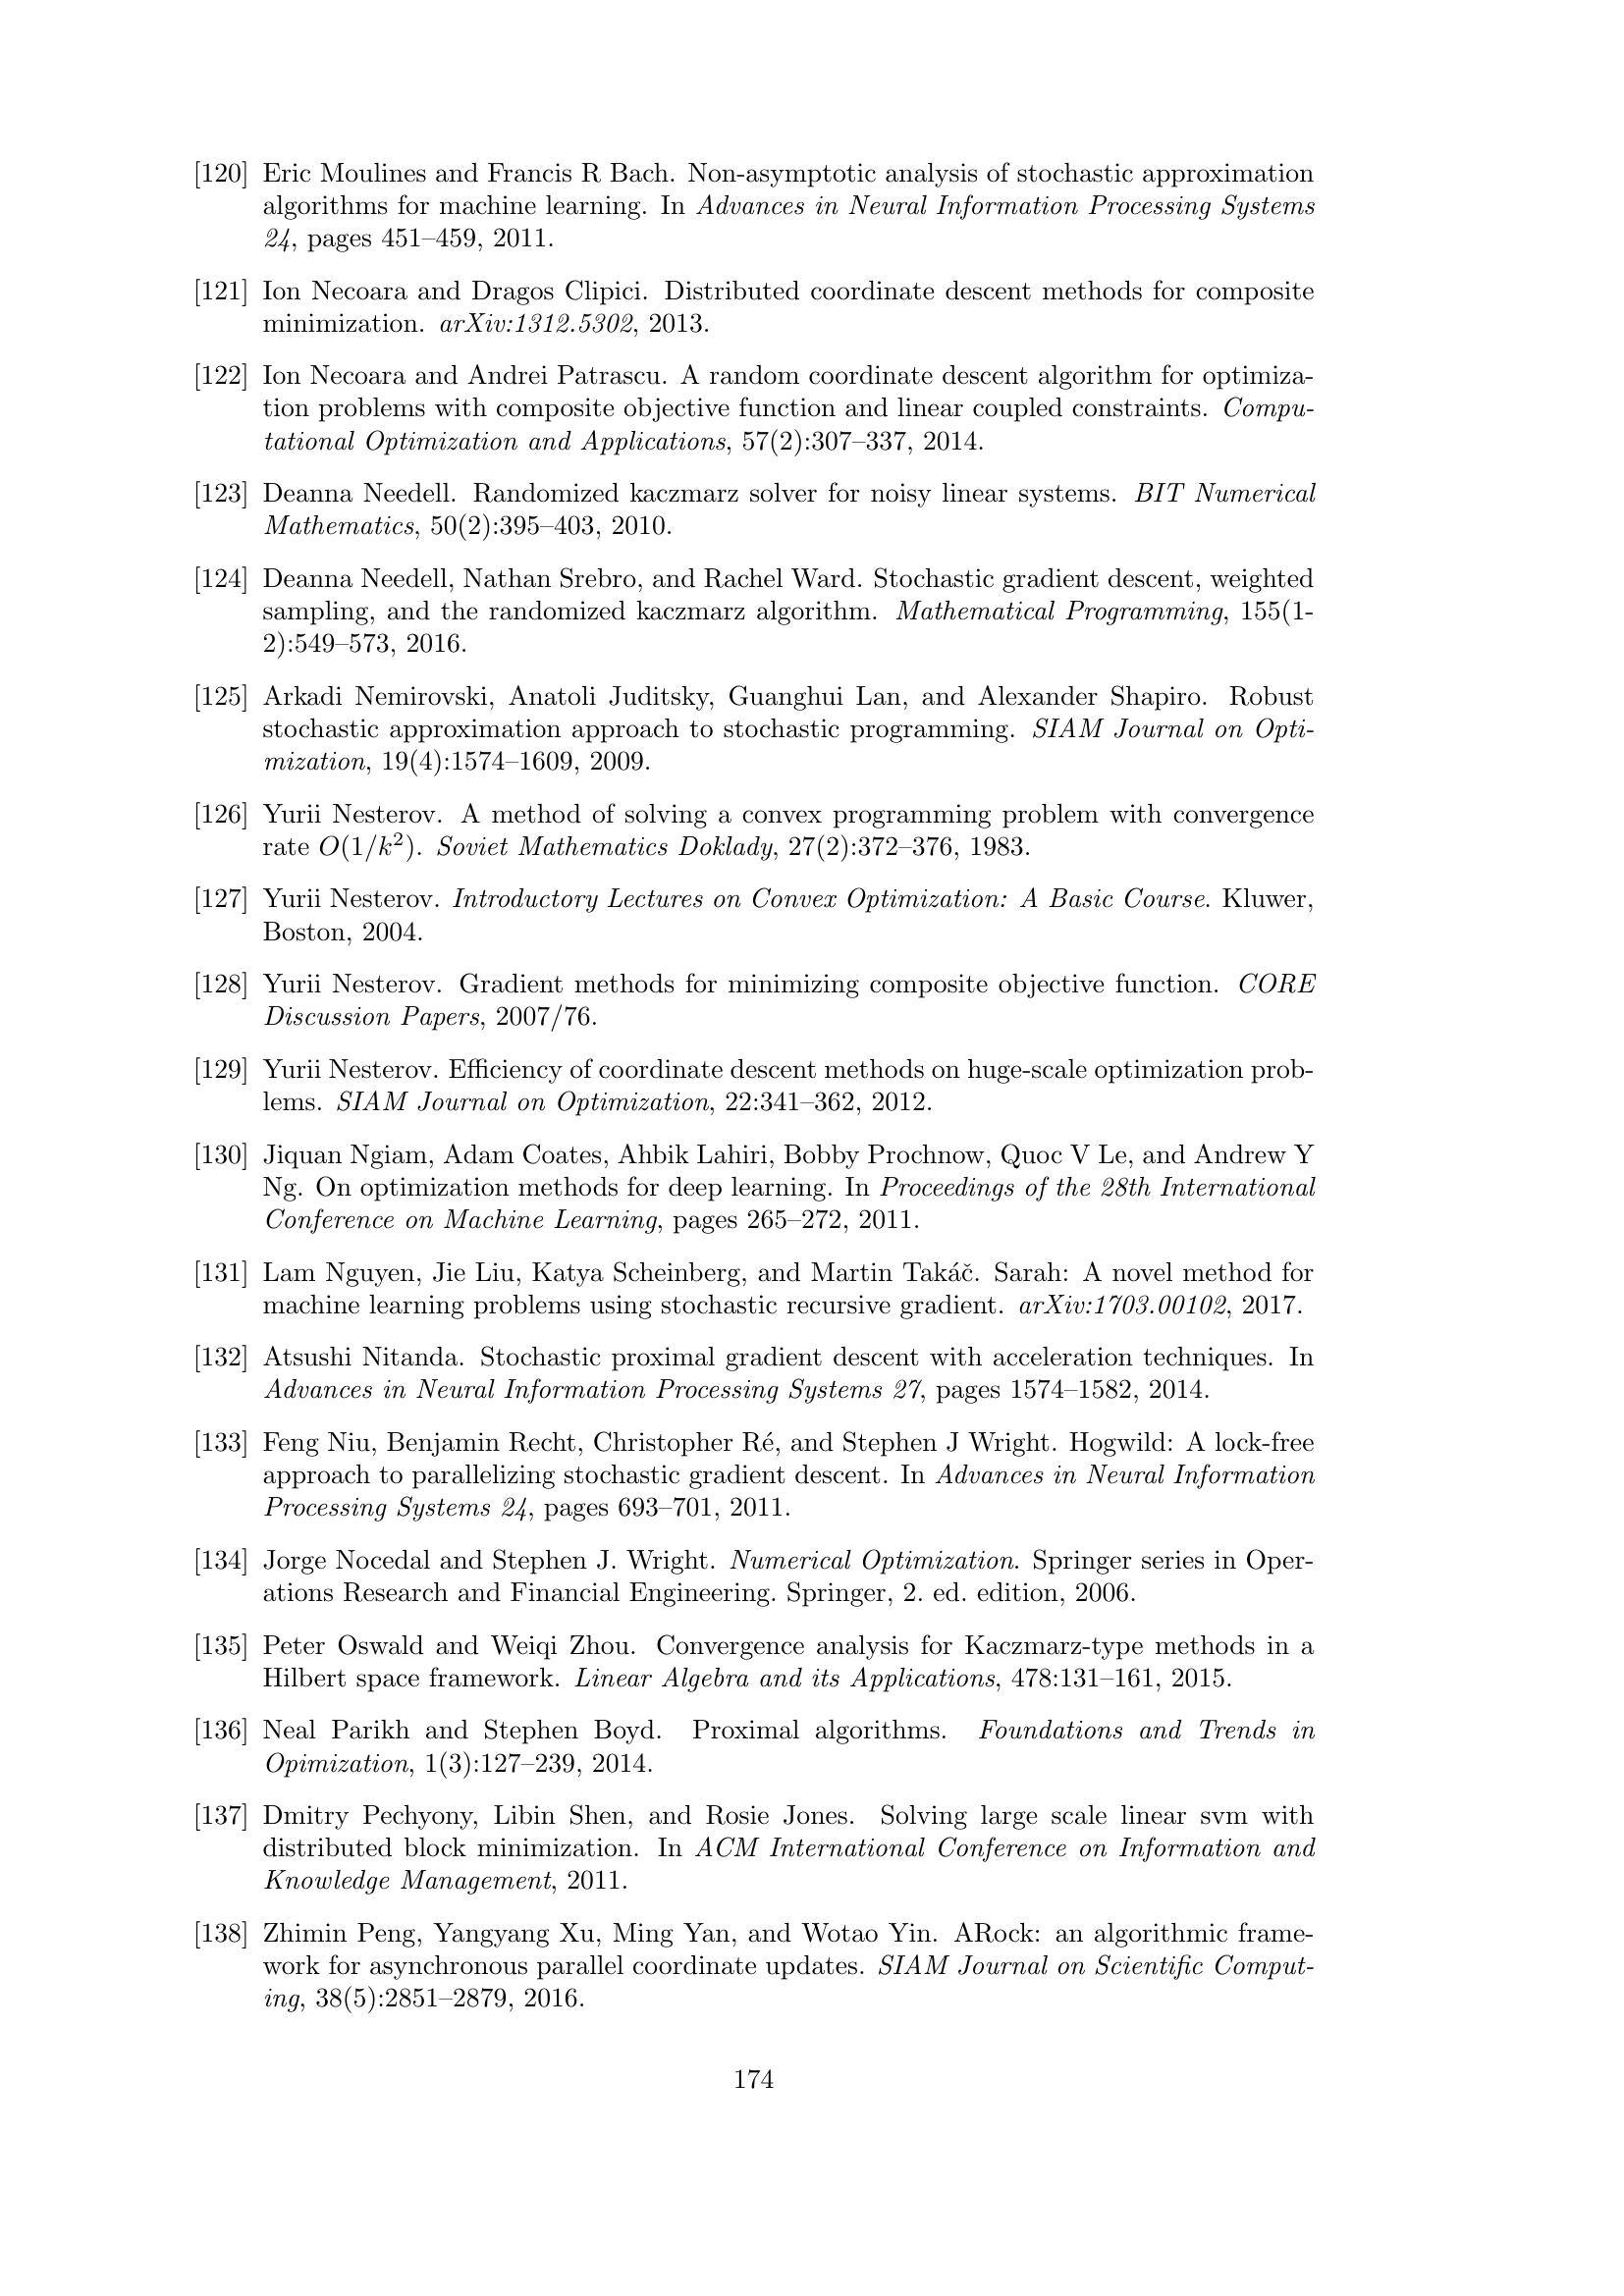 [120] Eric Moulines and Francis R Bach. Non-asymptotic analysis of stochastic approximation
algorithms for machine learning. In Advances in Neural Information Processing Systems
24, pages 451–459, 2011.
[121] Ion Necoara and Dragos Clipici. Distributed coordinate descent methods for composite
minimization. arXiv:1312.5302, 2013.
[122] Ion Necoara and Andrei Patrascu. A random coordinate descent algorithm for optimiza-
tion problems with composite objective function and linear coupled constraints. Compu-
tational Optimization and Applications, 57(2):307–337, 2014.
[123] Deanna Needell. Randomized kaczmarz solver for noisy linear systems. BIT Numerical
Mathematics, 50(2):395–403, 2010.
[124] Deanna Needell, Nathan Srebro, and Rachel Ward. Stochastic gradient descent, weighted
sampling, and the randomized kaczmarz algorithm. Mathematical Programming, 155(1-
2):549–573, 2016.
[125] Arkadi Nemirovski, Anatoli Juditsky, Guanghui Lan, and Alexander Shapiro. Robust
stochastic approximation approach to stochastic programming. SIAM Journal on Opti-
mization, 19(4):1574–1609, 2009.
[126] Yurii Nesterov. A method of solving a convex programming problem with convergence
rate O(1/k²). Soviet Mathematics Doklady, 27(2):372–376, 1983.
[127] Yurii Nesterov. Introductory Lectures on Convex Optimization: A Basic Course. Kluwer,
Boston, 2004.
[128] Yurii Nesterov. Gradient methods for minimizing composite objective function. CORE
Discussion Papers, 2007/76.
[129] Yurii Nesterov. Efficiency of coordinate descent methods on huge-scale optimization prob-
lems. SIAM Journal on Optimization, 22:341–362, 2012.
[130] Jiquan Ngiam, Adam Coates, Ahbik Lahiri, Bobby Prochnow, Quoc V Le, and Andrew Y
Ng. On optimization methods for deep learning. In Proceedings of the 28th International
Conference on Machine Learning, pages 265–272, 2011.
[131] Lam Nguyen, Jie Liu, Katya Scheinberg, and Martin Takáč. Sarah: A novel method for
machine learning problems using stochastic recursive gradient. arXiv:1703.00102, 2017.
[132] Atsushi Nitanda. Stochastic proximal gradient descent with acceleration techniques. In
Advances in Neural Information Processing Systems 27, pages 1574–1582, 2014.
[133] Feng Niu, Benjamin Recht, Christopher Ré, and Stephen J Wright. Hogwild: A lock-free
approach to parallelizing stochastic gradient descent. In Advances in Neural Information
Processing Systems 24, pages 693–701, 2011.
[134] Jorge Nocedal and Stephen J. Wright. Numerical Optimization. Springer series in Oper-
ations Research and Financial Engineering. Springer, 2. ed. edition, 2006.
[135] Peter Oswald and Weiqi Zhou. Convergence analysis for Kaczmarz-type methods in a
Hilbert space framework. Linear Algebra and its Applications, 478:131–161, 2015.
[136] Neal Parikh and Stephen Boyd. Proximal algorithms. Foundations and Trends in
Opimization, 1(3):127–239, 2014.
[137] Dmitry Pechyony, Libin Shen, and Rosie Jones. Solving large scale linear svm with
distributed block minimization. In ACM International Conference on Information and
Knowledge Management, 2011.
[138] Zhimin Peng, Yangyang Xu, Ming Yan, and Wotao Yin. ARock: an algorithmic frame-
work for asynchronous parallel coordinate updates. SIAM Journal on Scientific Comput-
ing, 38(5):2851–2879, 2016.
174